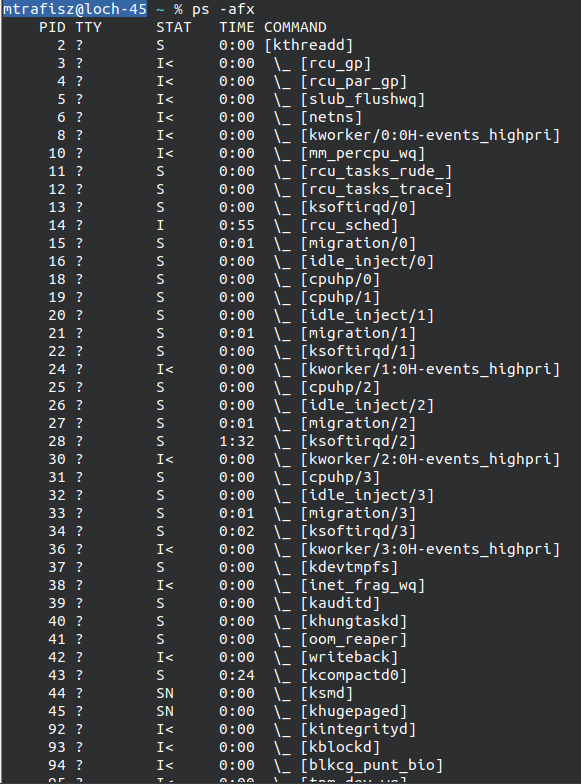 mtrafisz@loch-45 ~ % ps -afx
PID TTY STAT TIME COMMAND
2 ? S 0:00 [kthreadd]
3 ? I< 0:00 \_ [rcu_gp]
4 ? I< 0:00 \_ [rcu_par_gp]
5 ? I< 0:00 \_ [slub_flushwq]
6 ? I< 0:00 \_ [netns]
8 ? I< 0:00 \_ [kworker/0:0H-events_highpri]
10 ? I< 0:00 \_ [mm_percpu_wq]
11 ? S 0:00 \_ [rcu_tasks_rude_]
12 ? S 0:00 \_ [rcu_tasks_trace]
13 ? S 0:00 \_ [ksoftirqd/0]
14 ? I 0:55 \_ [rcu_sched]
15 ? S 0:01 \_ [migration/0]
16 ? S 0:00 \_ [idle_inject/0]
18 ? S 0:00 \_ [cpuhp/0]
19 ? S 0:00 \_ [cpuhp/1]
20 ? S 0:00 \_ [idle_inject/1]
21 ? S 0:01 \_ [migration/1]
22 ? S 0:00 \_ [ksoftirqd/1]
24 ? I< 0:00 \_ [kworker/1:0H-events_highpri]
25 ? S 0:00 \_ [cpuhp/2]
26 ? S 0:00 \_ [idle_inject/2]
27 ? S 0:01 \_ [migration/2]
28 ? S 1:32 \_ [ksoftirqd/2]
30 ? I< 0:00 \_ [kworker/2:0H-events_highpri]
31 ? S 0:00 \_ [cpuhp/3]
32 ? S 0:00 \_ [idle_inject/3]
33 ? S 0:01 \_ [migration/3]
34 ? S 0:02 \_ [ksoftirqd/3]
36 ? I< 0:00 \_ [kworker/3:0H-events_highpri]
37 ? S 0:00 \_ [kdevtmpfs]
38 ? I< 0:00 \_ [inet_frag_wq]
39 ? S 0:00 \_ [kauditd]
40 ? S 0:00 \_ [khungtaskd]
41 ? S 0:00 \_ [oom_reaper]
42 ? I< 0:00 \_ [writeback]
43 ? S 0:24 \_ [kcompactd0]
44 ? SN 0:00 \_ [ksmd]
45 ? SN 0:00 \_ [khugepaged]
92 ? I< 0:00 \_ [kintegrityd]
93 ? I< 0:00 \_ [kblockd]
94 ? I< 0:00 \_ [blkcg_punt_bio]